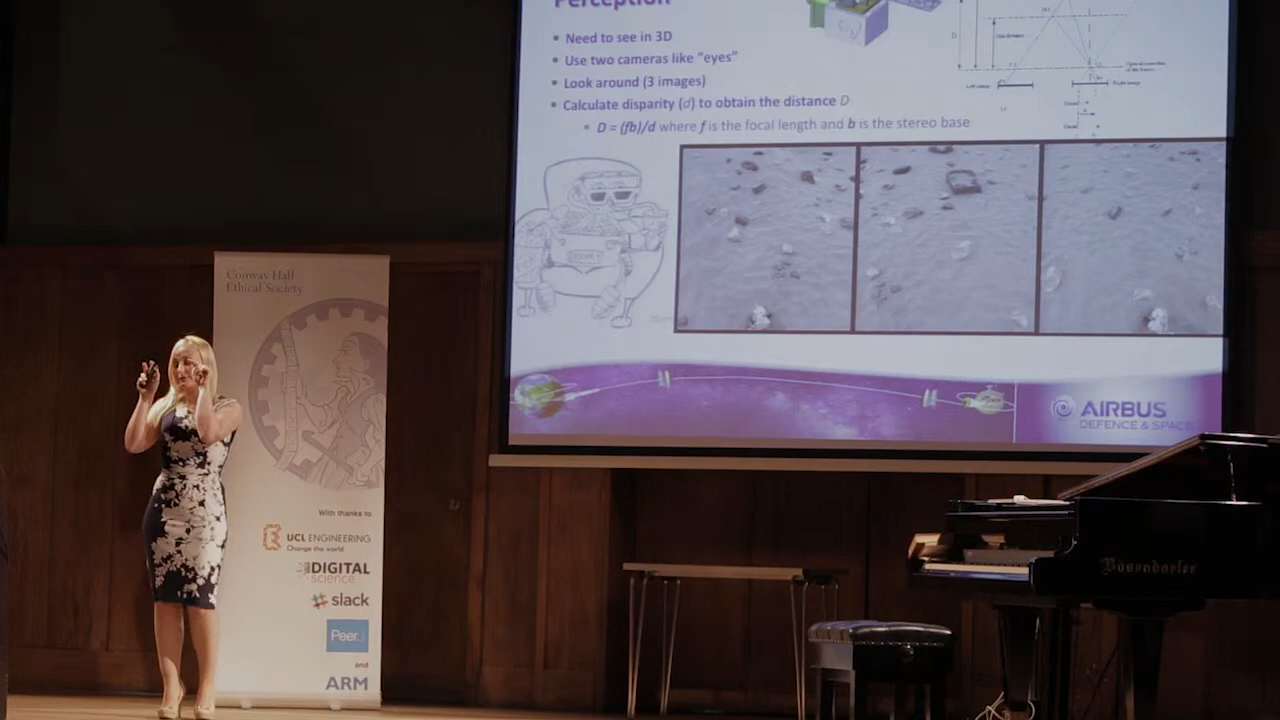 Perception
• Need to see in 3D
• Use two cameras like “eyes”
• Look around (3 images)
• Calculate disparity (d) to obtain the distance D
• D = (fb)/d where f is the focal length and b is the stereo base
AIRBUS
DEFENCE & SPACE
Conway Hall
Ethical Society
With thanks to
UCL ENGINEERING
Change the world
DIGITAL
science
slack
PeerJ
and
ARM
Bösendorfer